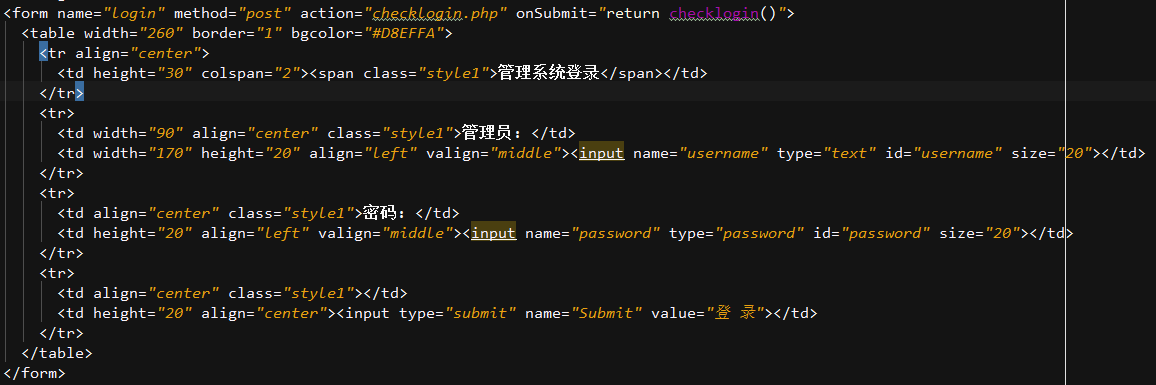 <form name="login" method="post" action="checklogin.php" onSubmit="return checklogin()">
<table width="260" border="1" bgcolor="#D8EFFA">
<tr align="center">
<td height="30" colspan="2"><span class="style1">管理系统登录</span></td>
</tr>
<tr>
<td width="90" align="center" class="style1">管理员：</td>
<td width="170" height="20" align="left" valign="middle"><input name="username" type="text" id="username" size="20"></td>
</tr>
<tr>
<td align="center" class="style1">密码：</td>
<td height="20" align="left" valign="middle"><input name="password" type="password" id="password" size="20"></td>
</tr>
<tr>
<td align="center" class="style1"></td>
<td height="20" align="center"><input type="submit" name="Submit" value="登 录"></td>
</tr>
</table>
</form>